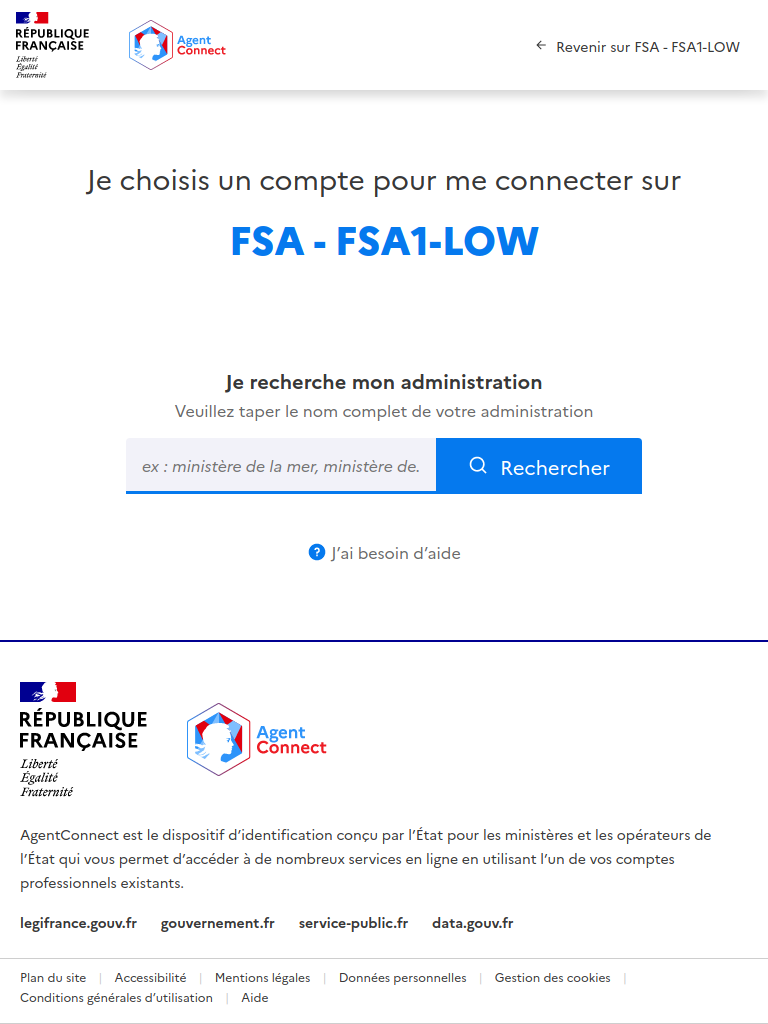 RÉPUBLIQUE
FRANÇAISE
Liberté
Égalité
Fraternité
Agent
Connect
Revenir sur FSA - FSA1-LOW
Je choisis un compte pour me connecter sur
FSA - FSA1-LOW
Je recherche mon administration
Veuillez taper le nom complet de votre administration
ex : ministère de la mer, ministère de.
Rechercher
? J’ai besoin d’aide
RÉPUBLIQUE
FRANÇAISE
Liberté
Égalité
Fraternité
Agent
Connect
AgentConnect est le dispositif d’identification conçu par l’État pour les ministères et les opérateurs de
l’État qui vous permet d’accéder à de nombreux services en ligne en utilisant l’un de vos comptes
professionnels existants.
legifrance.gouv.fr gouvernement.fr service-public.fr data.gouv.fr
Plan du site | Accessibilité | Mentions légales | Données personnelles | Gestion des cookies |
Conditions générales d’utilisation | Aide